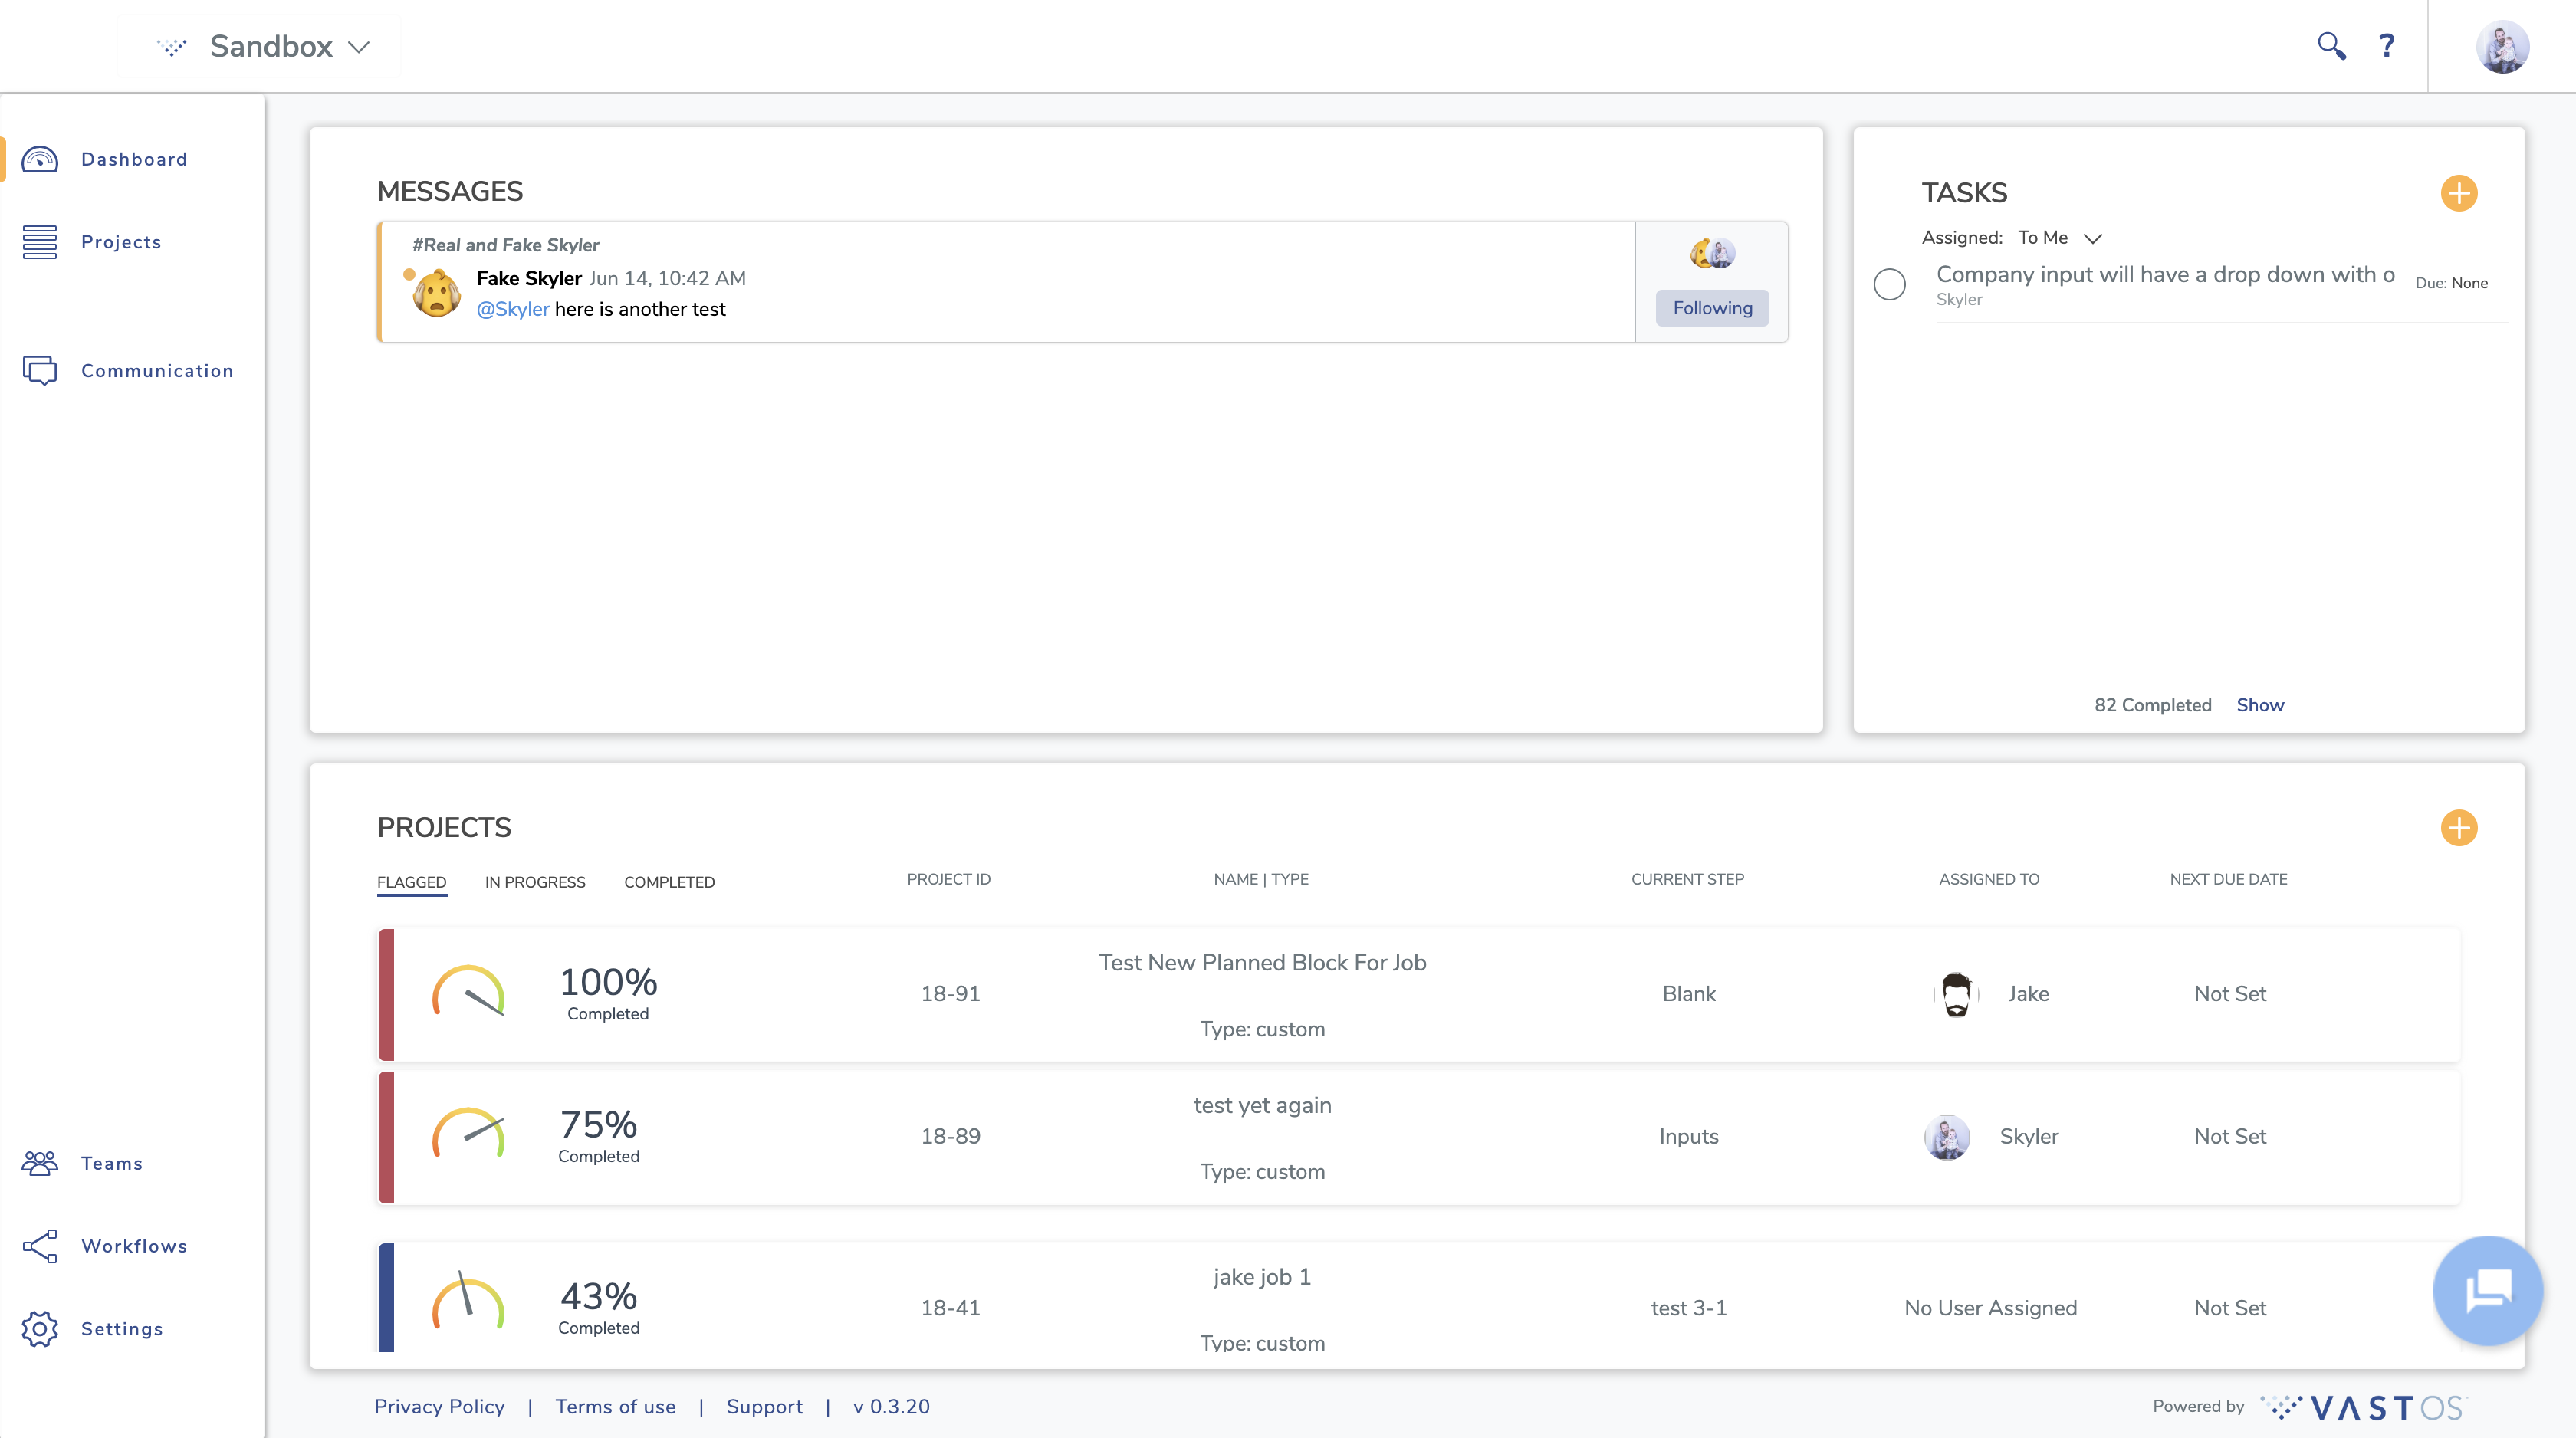 Sandbox
?
Dashboard
Projects
Communication
Teams
Workflows
Settings
MESSAGES
#Real and Fake Skyler
Fake Skyler Jun 14, 10:42 AM
@Skyler here is another test
Following
TASKS
Assigned: To Me
Company input will have a drop down with o
Skyler
Due: None
82 Completed Show
PROJECTS
FLAGGED IN PROGRESS COMPLETED PROJECT ID NAME | TYPE CURRENT STEP ASSIGNED TO NEXT DUE DATE
100%
Completed
18-91
Test New Planned Block For Job
Type: custom
Blank
Jake
Not Set
75%
Completed
18-89
test yet again
Type: custom
Inputs
Skyler
Not Set
43%
Completed
18-41
jake job 1
Type: custom
test 3-1
No User Assigned
Not Set
Privacy Policy | Terms of use | Support | v 0.3.20
Powered by VASTOS